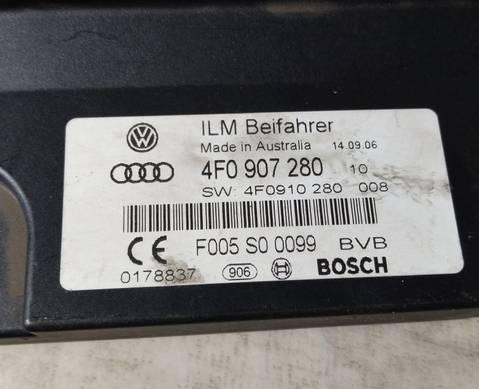 ILM Beifahrer
Made in Australia 14.09.06
4F0 907 280 10
SW: 4F0910 280 008
CE F005 S0 0099 BVB
0178837 906 BOSCH